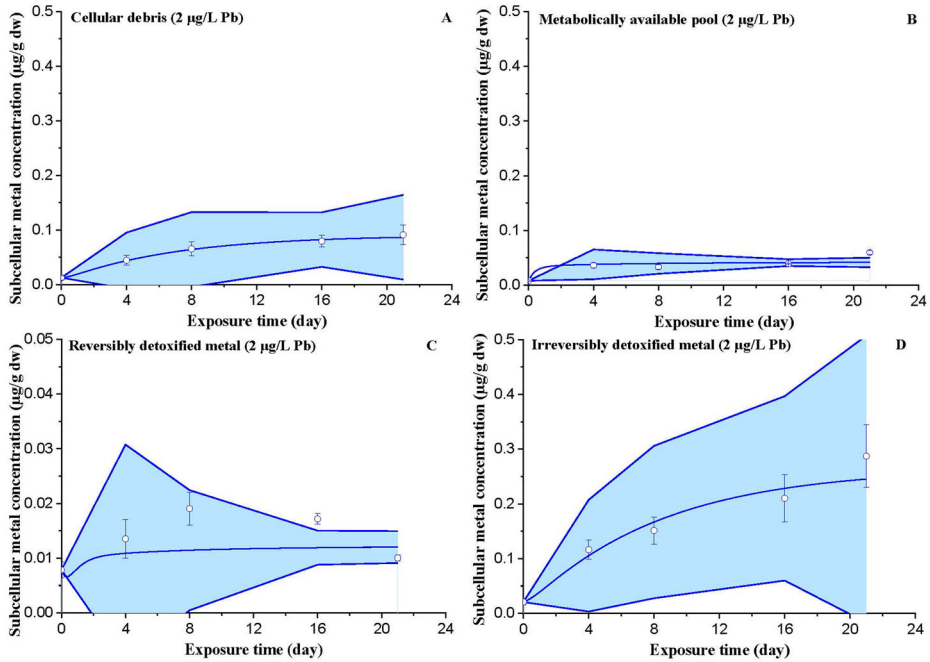 Cellular debris (2 µg/L Pb)
A
Subcellular metal concentration (µg/g dw)
0.5
0.4
0.3
0.2
0.1
0.0
0 4 8 12 16 20 24
Exposure time (day)
Metabolically available pool (2 µg/L Pb)
B
Subcellular metal concentration (µg/g dw)
0.5
0.4
0.3
0.2
0.1
0.0
0 4 8 12 16 20 24
Exposure time (day)
Reversibly detoxified metal (2 µg/L Pb)
C
Subcellular metal concentration (µg/g dw)
0.05
0.04
0.03
0.02
0.01
0.00
0 4 8 12 16 20 24
Exposure time (day)
Irreversibly detoxified metal (2 µg/L Pb)
D
Subcellular metal concentration (µg/g dw)
0.5
0.4
0.3
0.2
0.1
0.0
0 4 8 12 16 20 24
Exposure time (day)